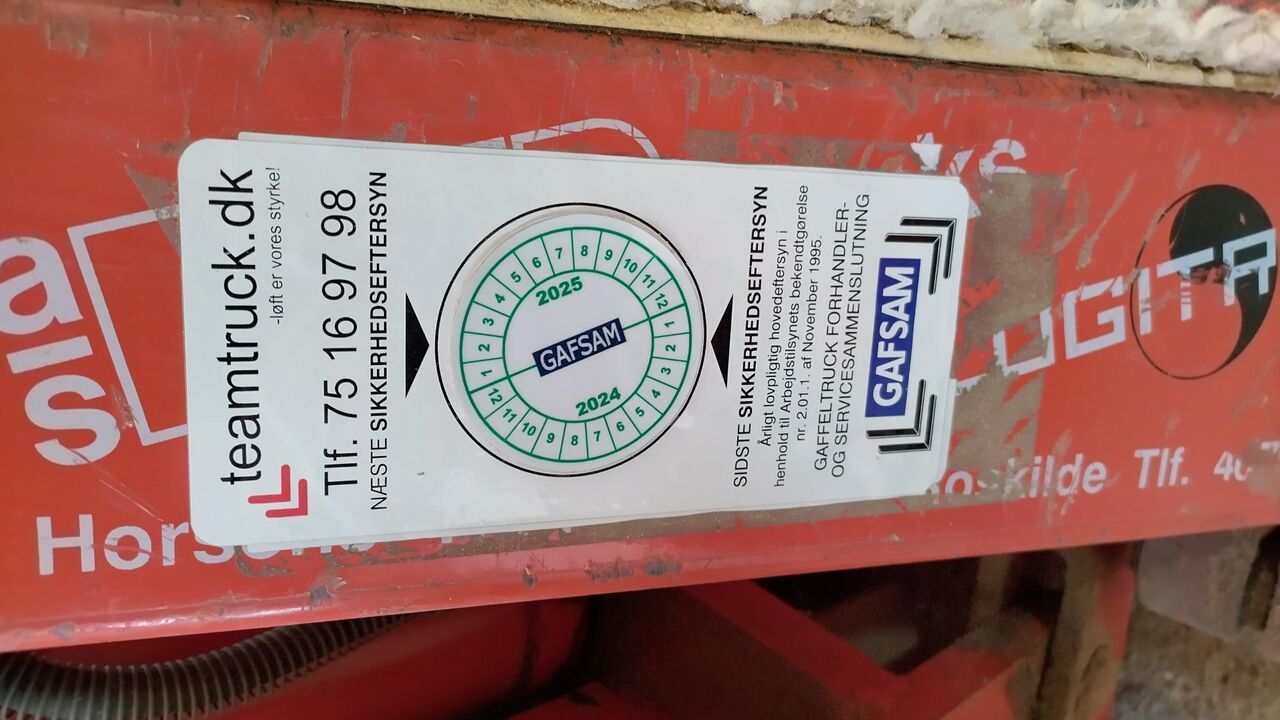 teamtruck.dk
-løft er vores styrke!
Tlf. 75 16 97 98
NÆSTE SIKKERHEDSEFTERSYN
2025
1 2 3 4 5 6 7 8 9 10 11 12
GAFSAM
2024
1 2 3 4 5 6 7 8 9 10 11 12
SIDSTE SIKKERHEDSEFTERSYN
Årligt lovpligtig hovedeftersyn i
henhold til Arbejdstilsynets bekendtgørelse
nr. 2.01.1. af November 1995.
GAFFELTRUCK FORHANDLER-
OG SERVICESAMMENSLUTNING
GAFSAM
Tlf.